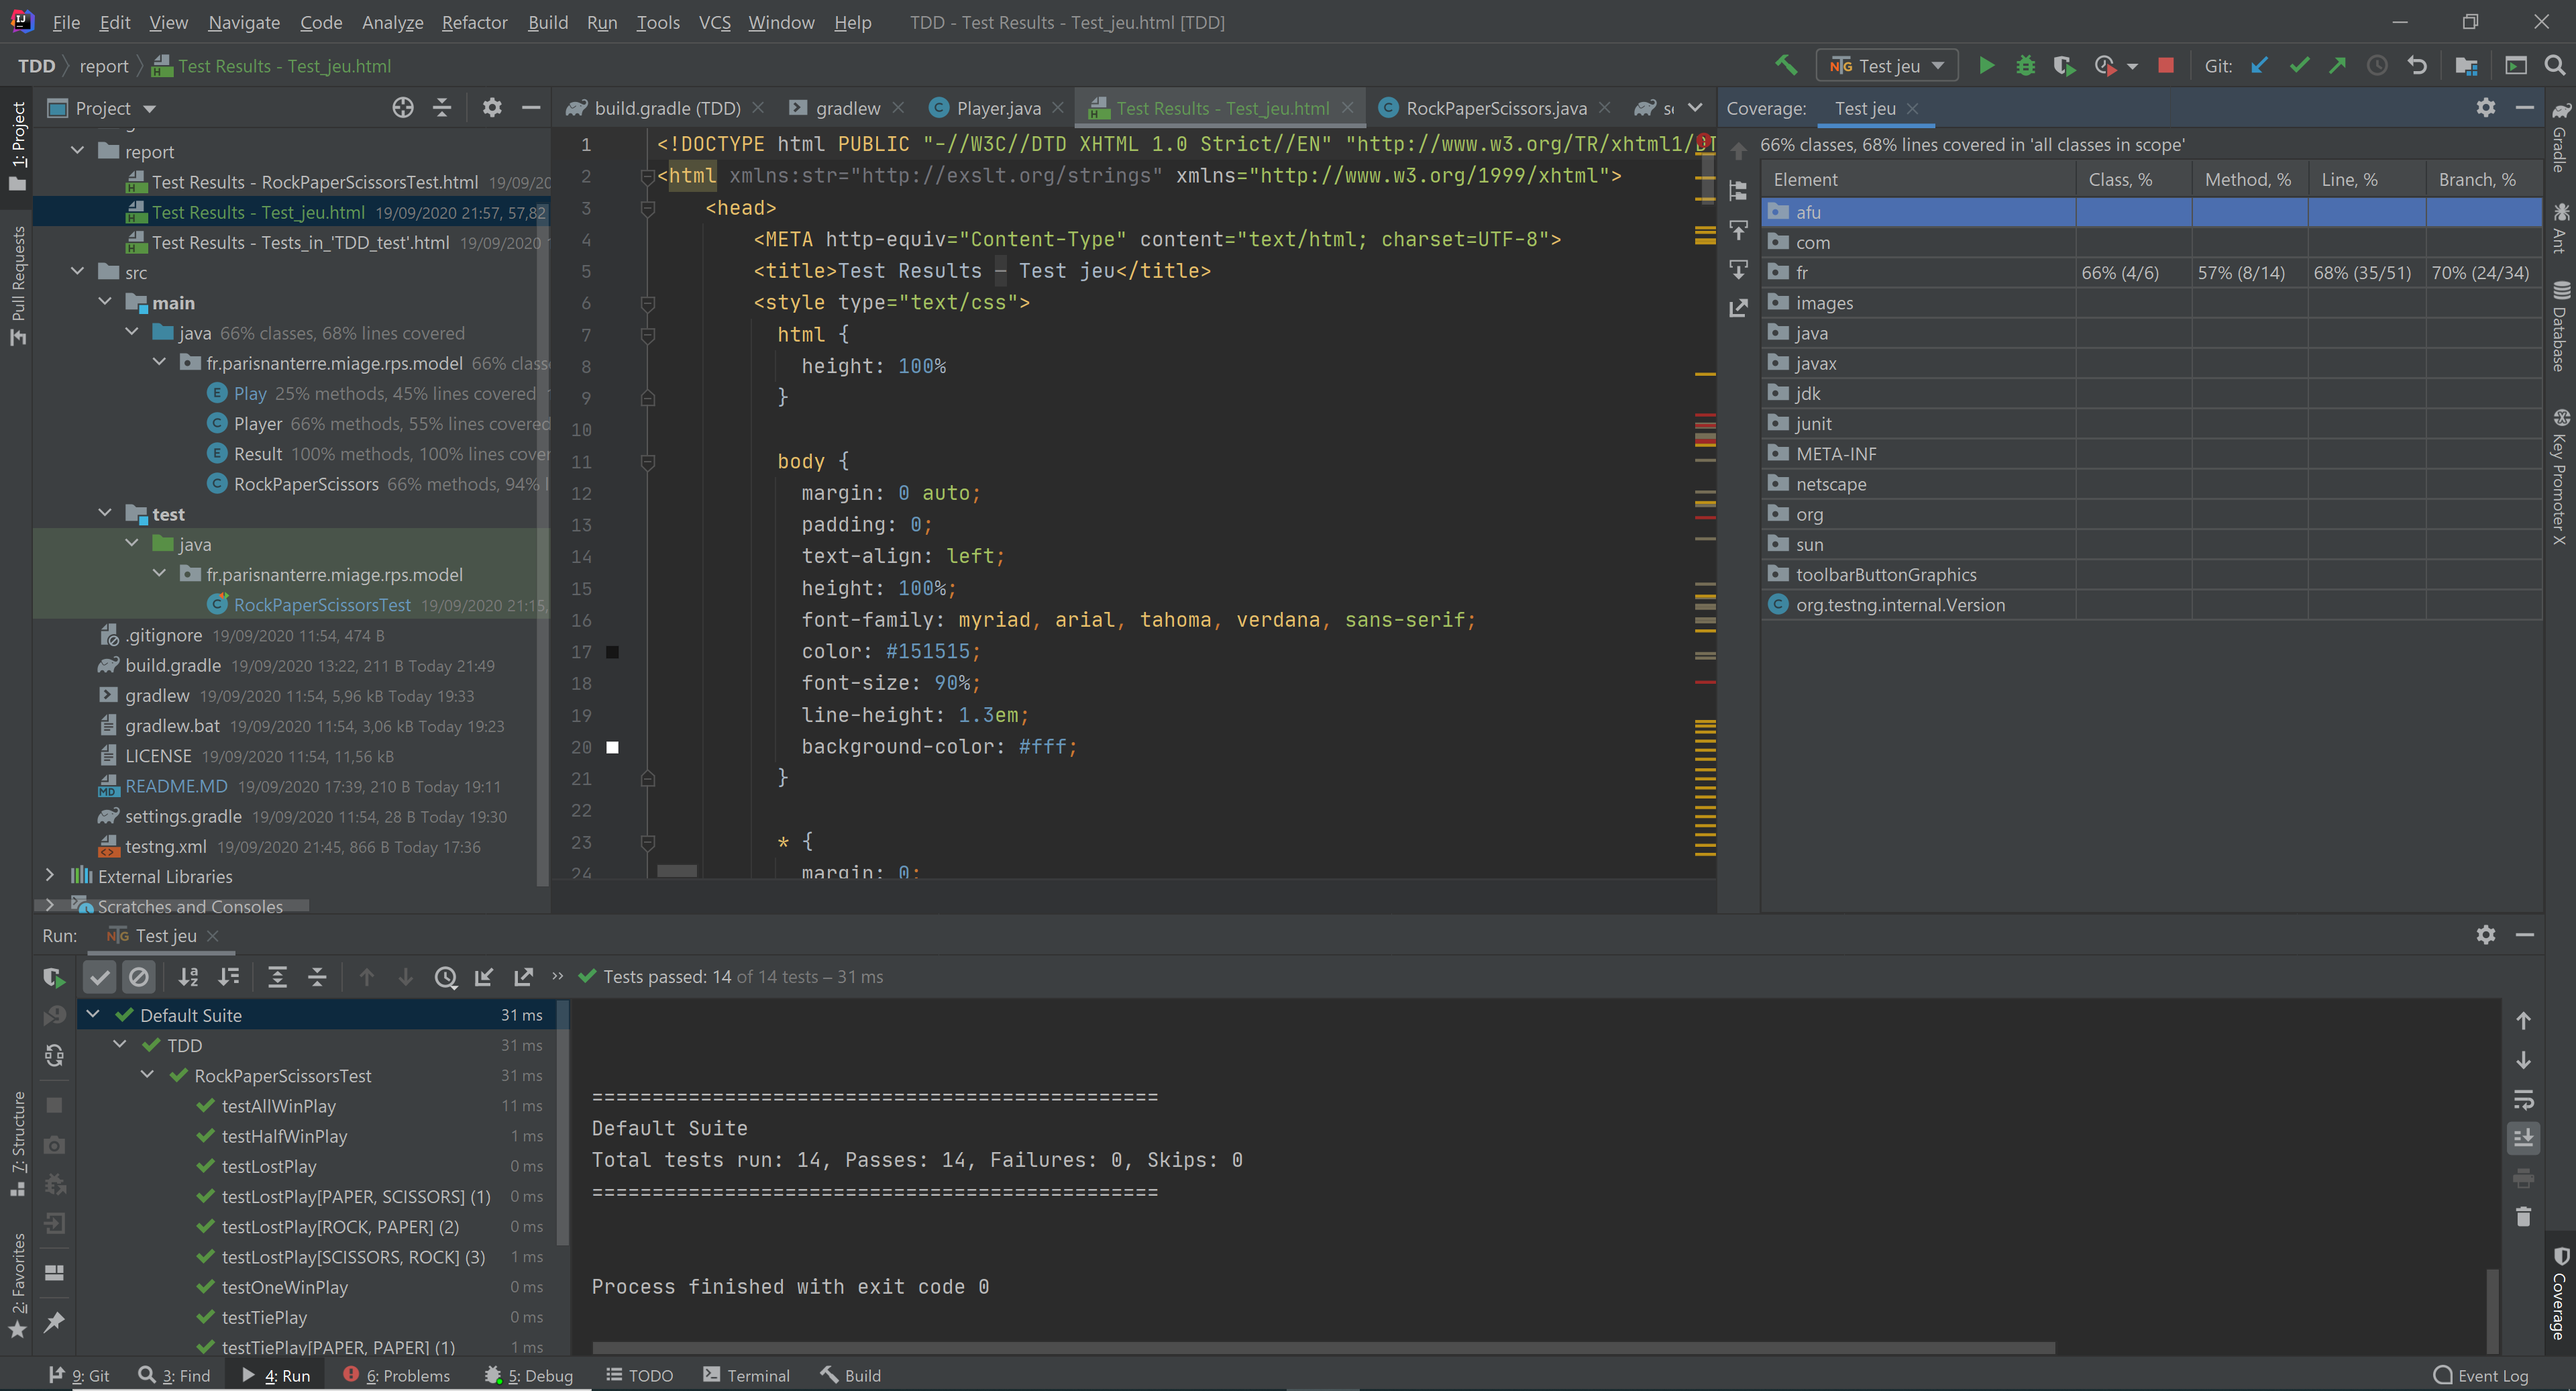 File Edit View Navigate Code Analyze Refactor Build Run Tools VCS Window Help TDD - Test Results - Test_jeu.html [TDD]
TDD report Test Results - Test_jeu.html
Test jeu Git:
1: Project
Pull Requests
7: Structure
2: Favorites
Project
report
Test Results - RockPaperScissorsTest.html 19/09/20
Test Results - Test_jeu.html 19/09/2020 21:57, 57,82
Test Results - Tests_in_'TDD_test'.html 19/09/2020
src
main
java 66% classes, 68% lines covered
fr.parisnanterre.miage.rps.model 66% class
Play 25% methods, 45% lines covered
Player 66% methods, 55% lines covered
Result 100% methods, 100% lines cover
RockPaperScissors 66% methods, 94% l
test
java
fr.parisnanterre.miage.rps.model
RockPaperScissorsTest 19/09/2020 21:15,
.gitignore 19/09/2020 11:54, 474 B
build.gradle 19/09/2020 13:22, 211 B Today 21:49
gradlew 19/09/2020 11:54, 5,96 kB Today 19:33
gradlew.bat 19/09/2020 11:54, 3,06 kB Today 19:23
LICENSE 19/09/2020 11:54, 11,56 kB
README.MD 19/09/2020 17:39, 210 B Today 19:11
settings.gradle 19/09/2020 11:54, 28 B Today 19:30
testng.xml 19/09/2020 21:45, 866 B Today 17:36
External Libraries
Scratches and Consoles
build.gradle (TDD) gradlew Player.java Test Results - Test_jeu.html RockPaperScissors.java se
1 <!DOCTYPE html PUBLIC "-//W3C//DTD XHTML 1.0 Strict//EN" "http://www.w3.org/TR/xhtml1/DT
2 <html xmlns:str="http://exslt.org/strings" xmlns="http://www.w3.org/1999/xhtml">
3 <head>
4 <META http-equiv="Content-Type" content="text/html; charset=UTF-8">
5 <title>Test Results – Test jeu</title>
6 <style type="text/css">
7 html {
8 height: 100%
9 }
10
11 body {
12 margin: 0 auto;
13 padding: 0;
14 text-align: left;
15 height: 100%;
16 font-family: myriad, arial, tahoma, verdana, sans-serif;
17 color: #151515;
18 font-size: 90%;
19 line-height: 1.3em;
20 background-color: #fff;
21 }
22
23 * {
24 margin: 0;
Coverage: Test jeu
66% classes, 68% lines covered in 'all classes in scope'
Element Class, % Method, % Line, % Branch, %
afu
com
fr 66% (4/6) 57% (8/14) 68% (35/51) 70% (24/34)
images
java
javax
jdk
junit
META-INF
netscape
org
sun
toolbarButtonGraphics
org.testng.internal.Version
Gradle
Ant
Database
Key Promoter X
Coverage
Run: Test jeu
Tests passed: 14 of 14 tests – 31 ms
Default Suite 31 ms
TDD 31 ms
RockPaperScissorsTest 31 ms
testAllWinPlay 11 ms
testHalfWinPlay 1 ms
testLostPlay 0 ms
testLostPlay[PAPER, SCISSORS] (1) 0 ms
testLostPlay[ROCK, PAPER] (2) 0 ms
testLostPlay[SCISSORS, ROCK] (3) 1 ms
testOneWinPlay 0 ms
testTiePlay 0 ms
testTiePlay[PAPER, PAPER] (1) 1 ms
===============================================
Default Suite
Total tests run: 14, Passes: 14, Failures: 0, Skips: 0
===============================================
Process finished with exit code 0
9: Git 3: Find 4: Run 6: Problems 5: Debug TODO Terminal Build Event Log